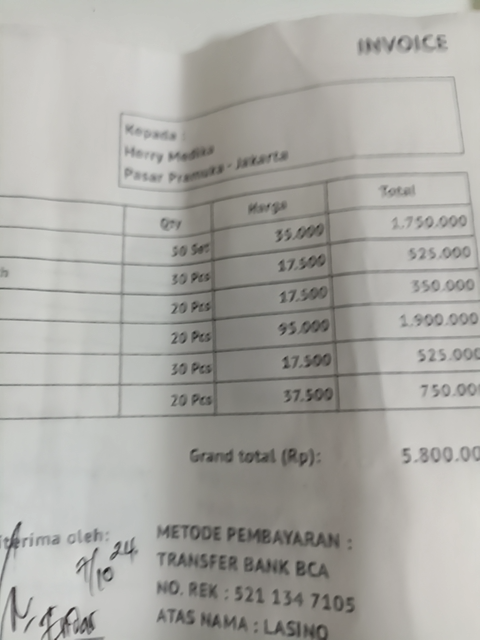 INVOICE
Kepada :
Herry Medika
Pasar Pramuka - Jakarta
Qty Harga Total
50 Set 35.000 1.750.000
h 30 Pcs 17.500 525.000
20 Pcs 17.500 350.000
20 Pcs 95.000 1.900.000
30 Pcs 17.500 525.000
20 Pcs 37.500 750.00
Grand total (Rp): 5.800.00
iterima oleh:
7/10 24
METODE PEMBAYARAN :
TRANSFER BANK BCA
NO. REK : 521 134 7105
ATAS NAMA : LASINO